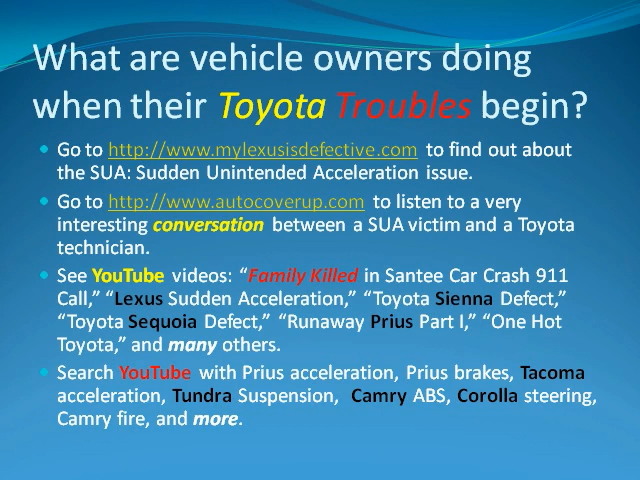 What are vehicle owners doing
when their Toyota Troubles begin?
Go to http://www.mylexusisdefective.com to find out about
the SUA: Sudden Unintended Acceleration issue.
Go to http://www.autocoverup.com to listen to a very
interesting conversation between a SUA victim and a Toyota
technician.
See YouTube videos: “Family Killed in Santee Car Crash 911
Call,” “Lexus Sudden Acceleration,” “Toyota Sienna Defect,”
“Toyota Sequoia Defect,” “Runaway Prius Part I,” “One Hot
Toyota,” and many others.
Search YouTube with Prius acceleration, Prius brakes, Tacoma
acceleration, Tundra Suspension, Camry ABS, Corolla steering,
Camry fire, and more.